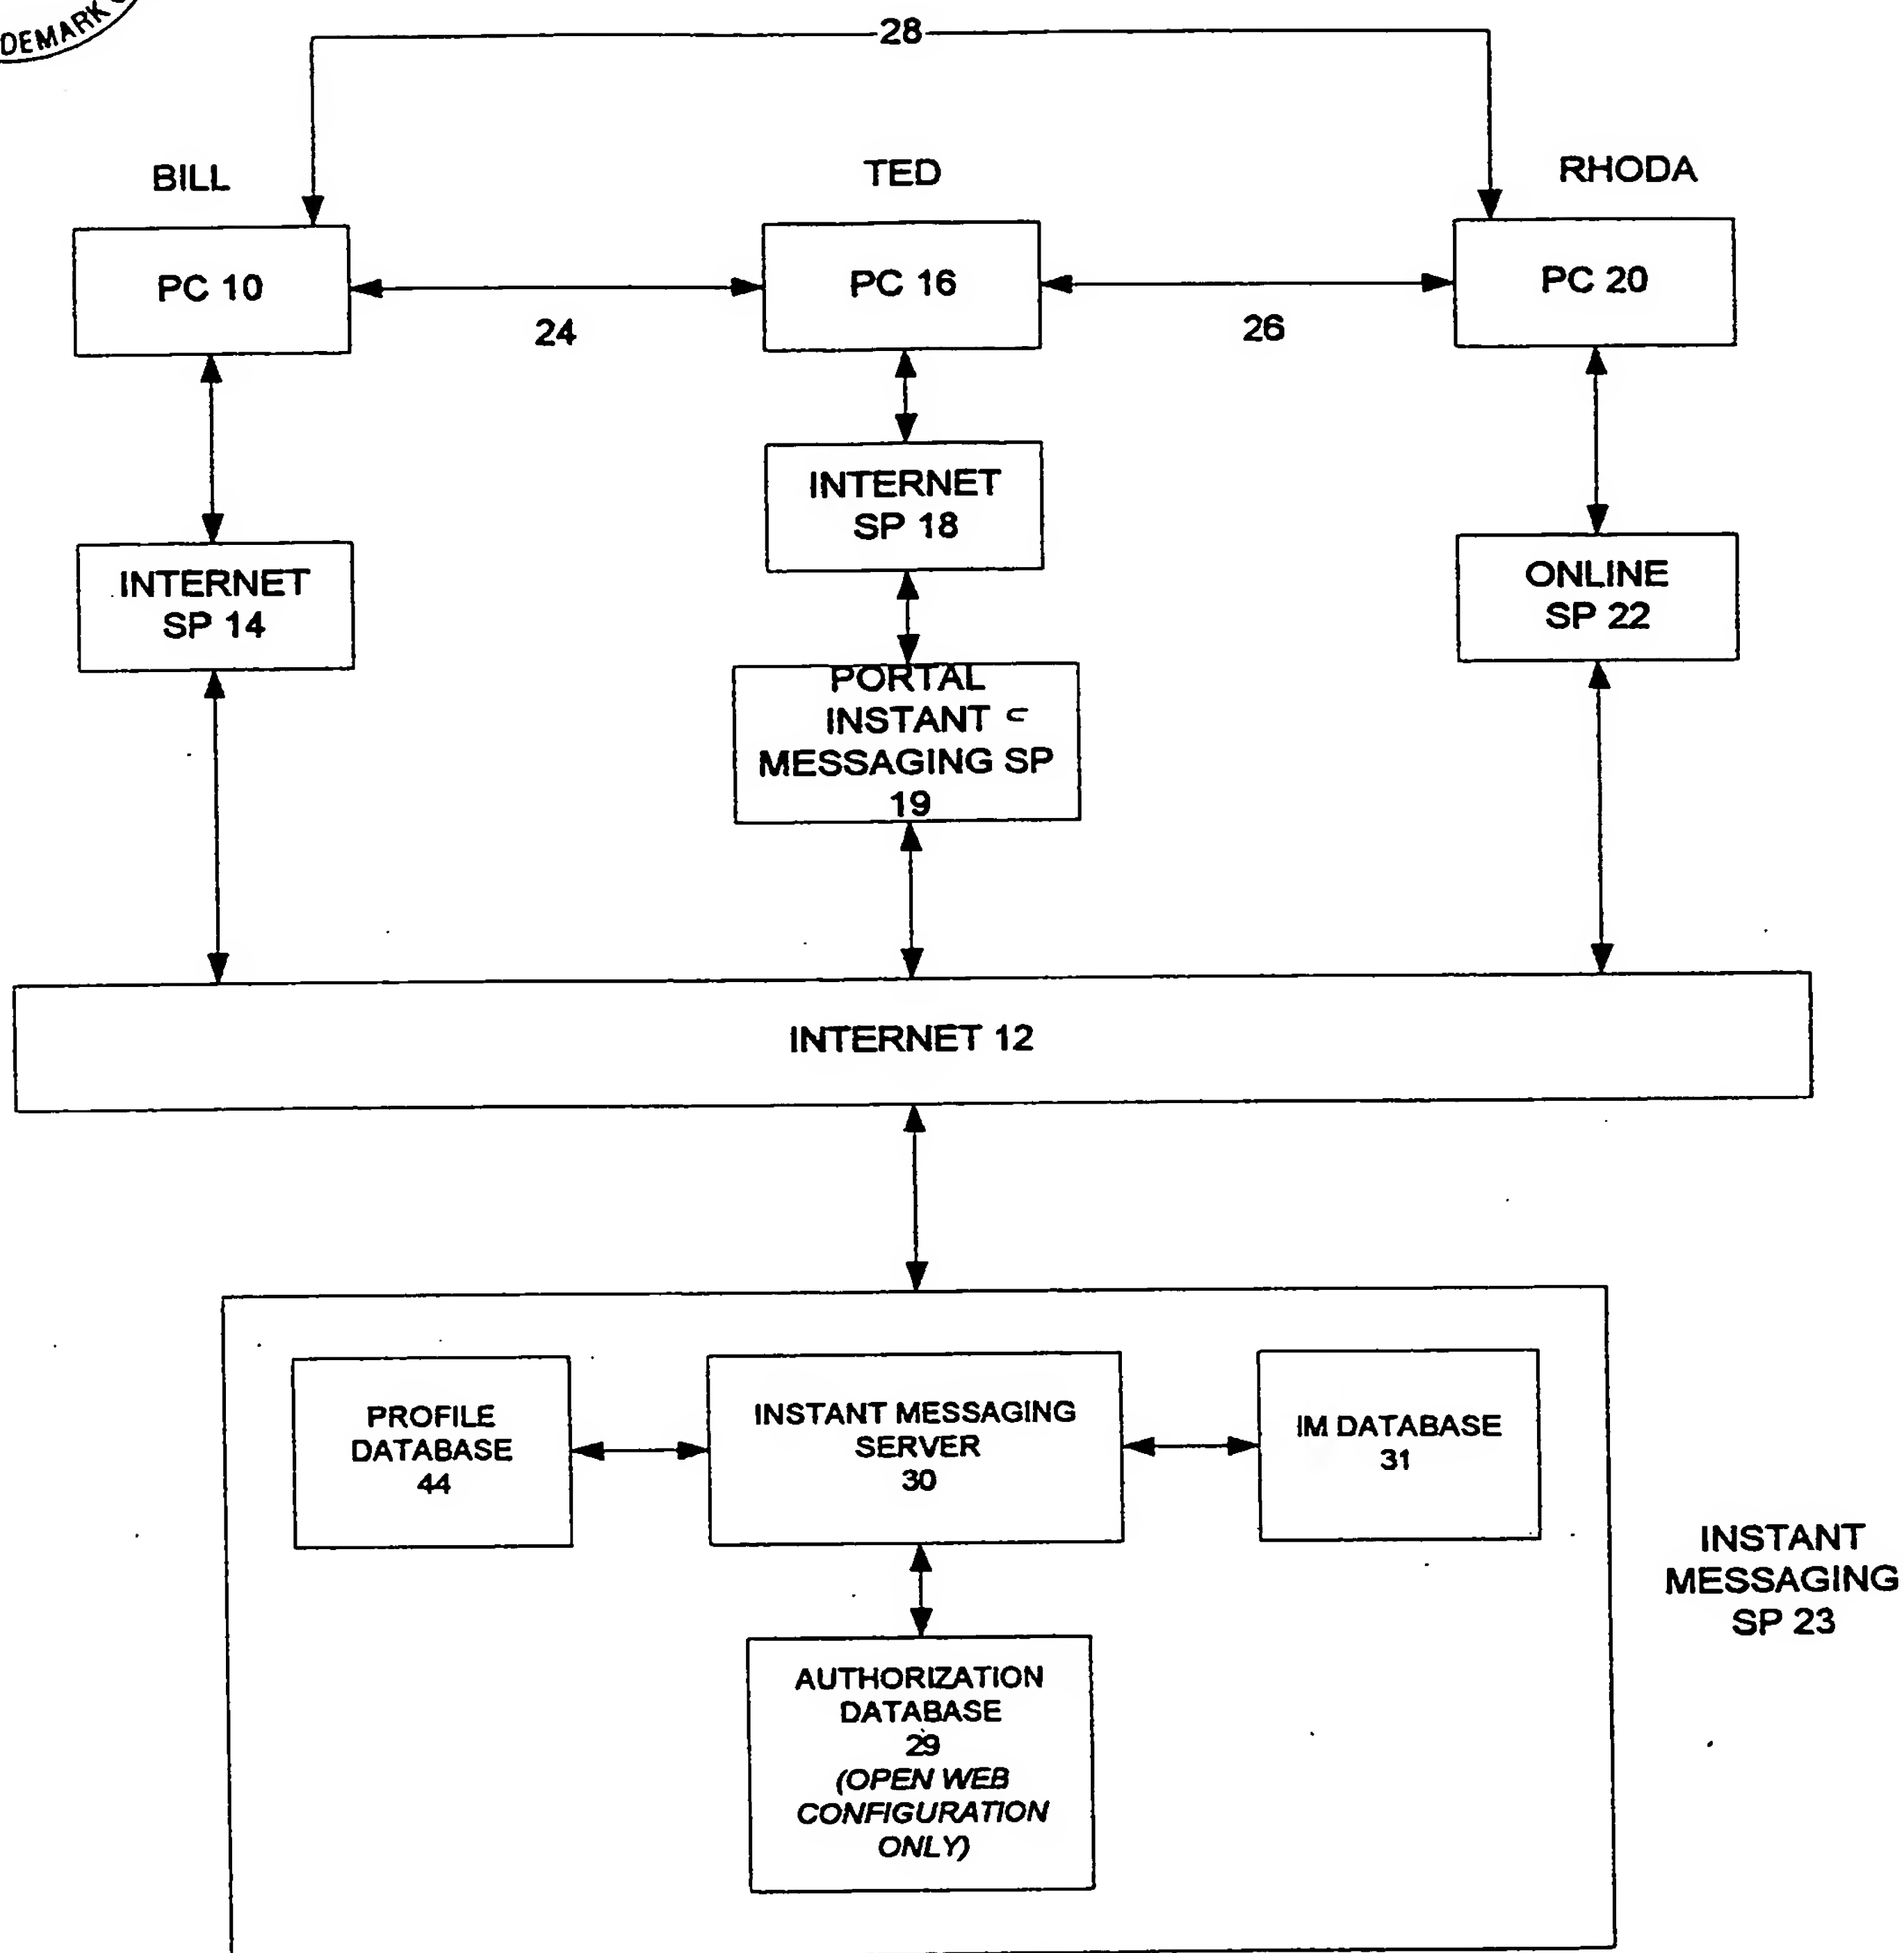 DEMARK
28
BILL
TED
RHODA
PC 10
PC 16
PC 20
24
26
INTERNET
SP 18
INTERNET
SP 14
ONLINE
SP 22
PORTAL
INSTANT
MESSAGING SP
19
INTERNET 12
PROFILE
DATABASE
44
INSTANT MESSAGING
SERVER
30
IM DATABASE
31
INSTANT
MESSAGING
SP 23
AUTHORIZATION
DATABASE
29
(OPEN WEB
CONFIGURATION
ONLY)